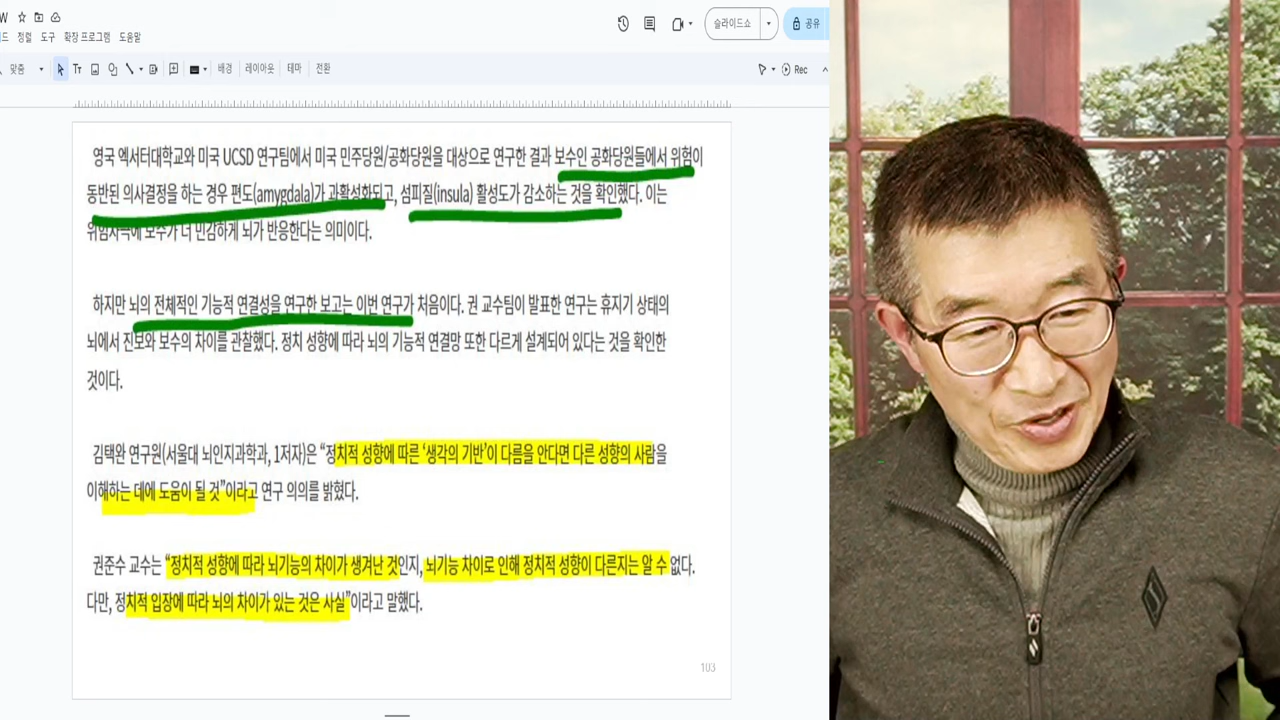 W
슬라이드쇼
공유
드 정렬 도구 확장 프로그램 도움말
맞춤
Tr
배경 레이아웃 테마 전환
Rec
영국 엑서터대학교와 미국 UCSD 연구팀에서 미국 민주당원/공화당원을 대상으로 연구한 결과 보수인 공화당원들에서 위험이
동반된 의사결정을 하는 경우 편도(amygdala)가 과활성화되고, 섬피질(insula) 활성도가 감소하는 것을 확인했다. 이는
위험자극에 보수가 더 민감하게 뇌가 반응한다는 의미이다.
하지만 뇌의 전체적인 기능적 연결성을 연구한 보고는 이번 연구가 처음이다. 권 교수팀이 발표한 연구는 휴지기 상태의
뇌에서 진보와 보수의 차이를 관찰했다. 정치 성향에 따라 뇌의 기능적 연결망 또한 다르게 설계되어 있다는 것을 확인한
것이다.
김택완 연구원(서울대 뇌인지과학과, 1저자)은 “정치적 성향에 따른 ‘생각의 기반’이 다름을 안다면 다른 성향의 사람을
이해하는 데에 도움이 될 것”이라고 연구 의의를 밝혔다.
권준수 교수는 “정치적 성향에 따라 뇌기능의 차이가 생겨난 것인지, 뇌기능 차이로 인해 정치적 성향이 다른지는 알 수 없다.
다만, 정치적 입장에 따라 뇌의 차이가 있는 것은 사실”이라고 말했다.
103